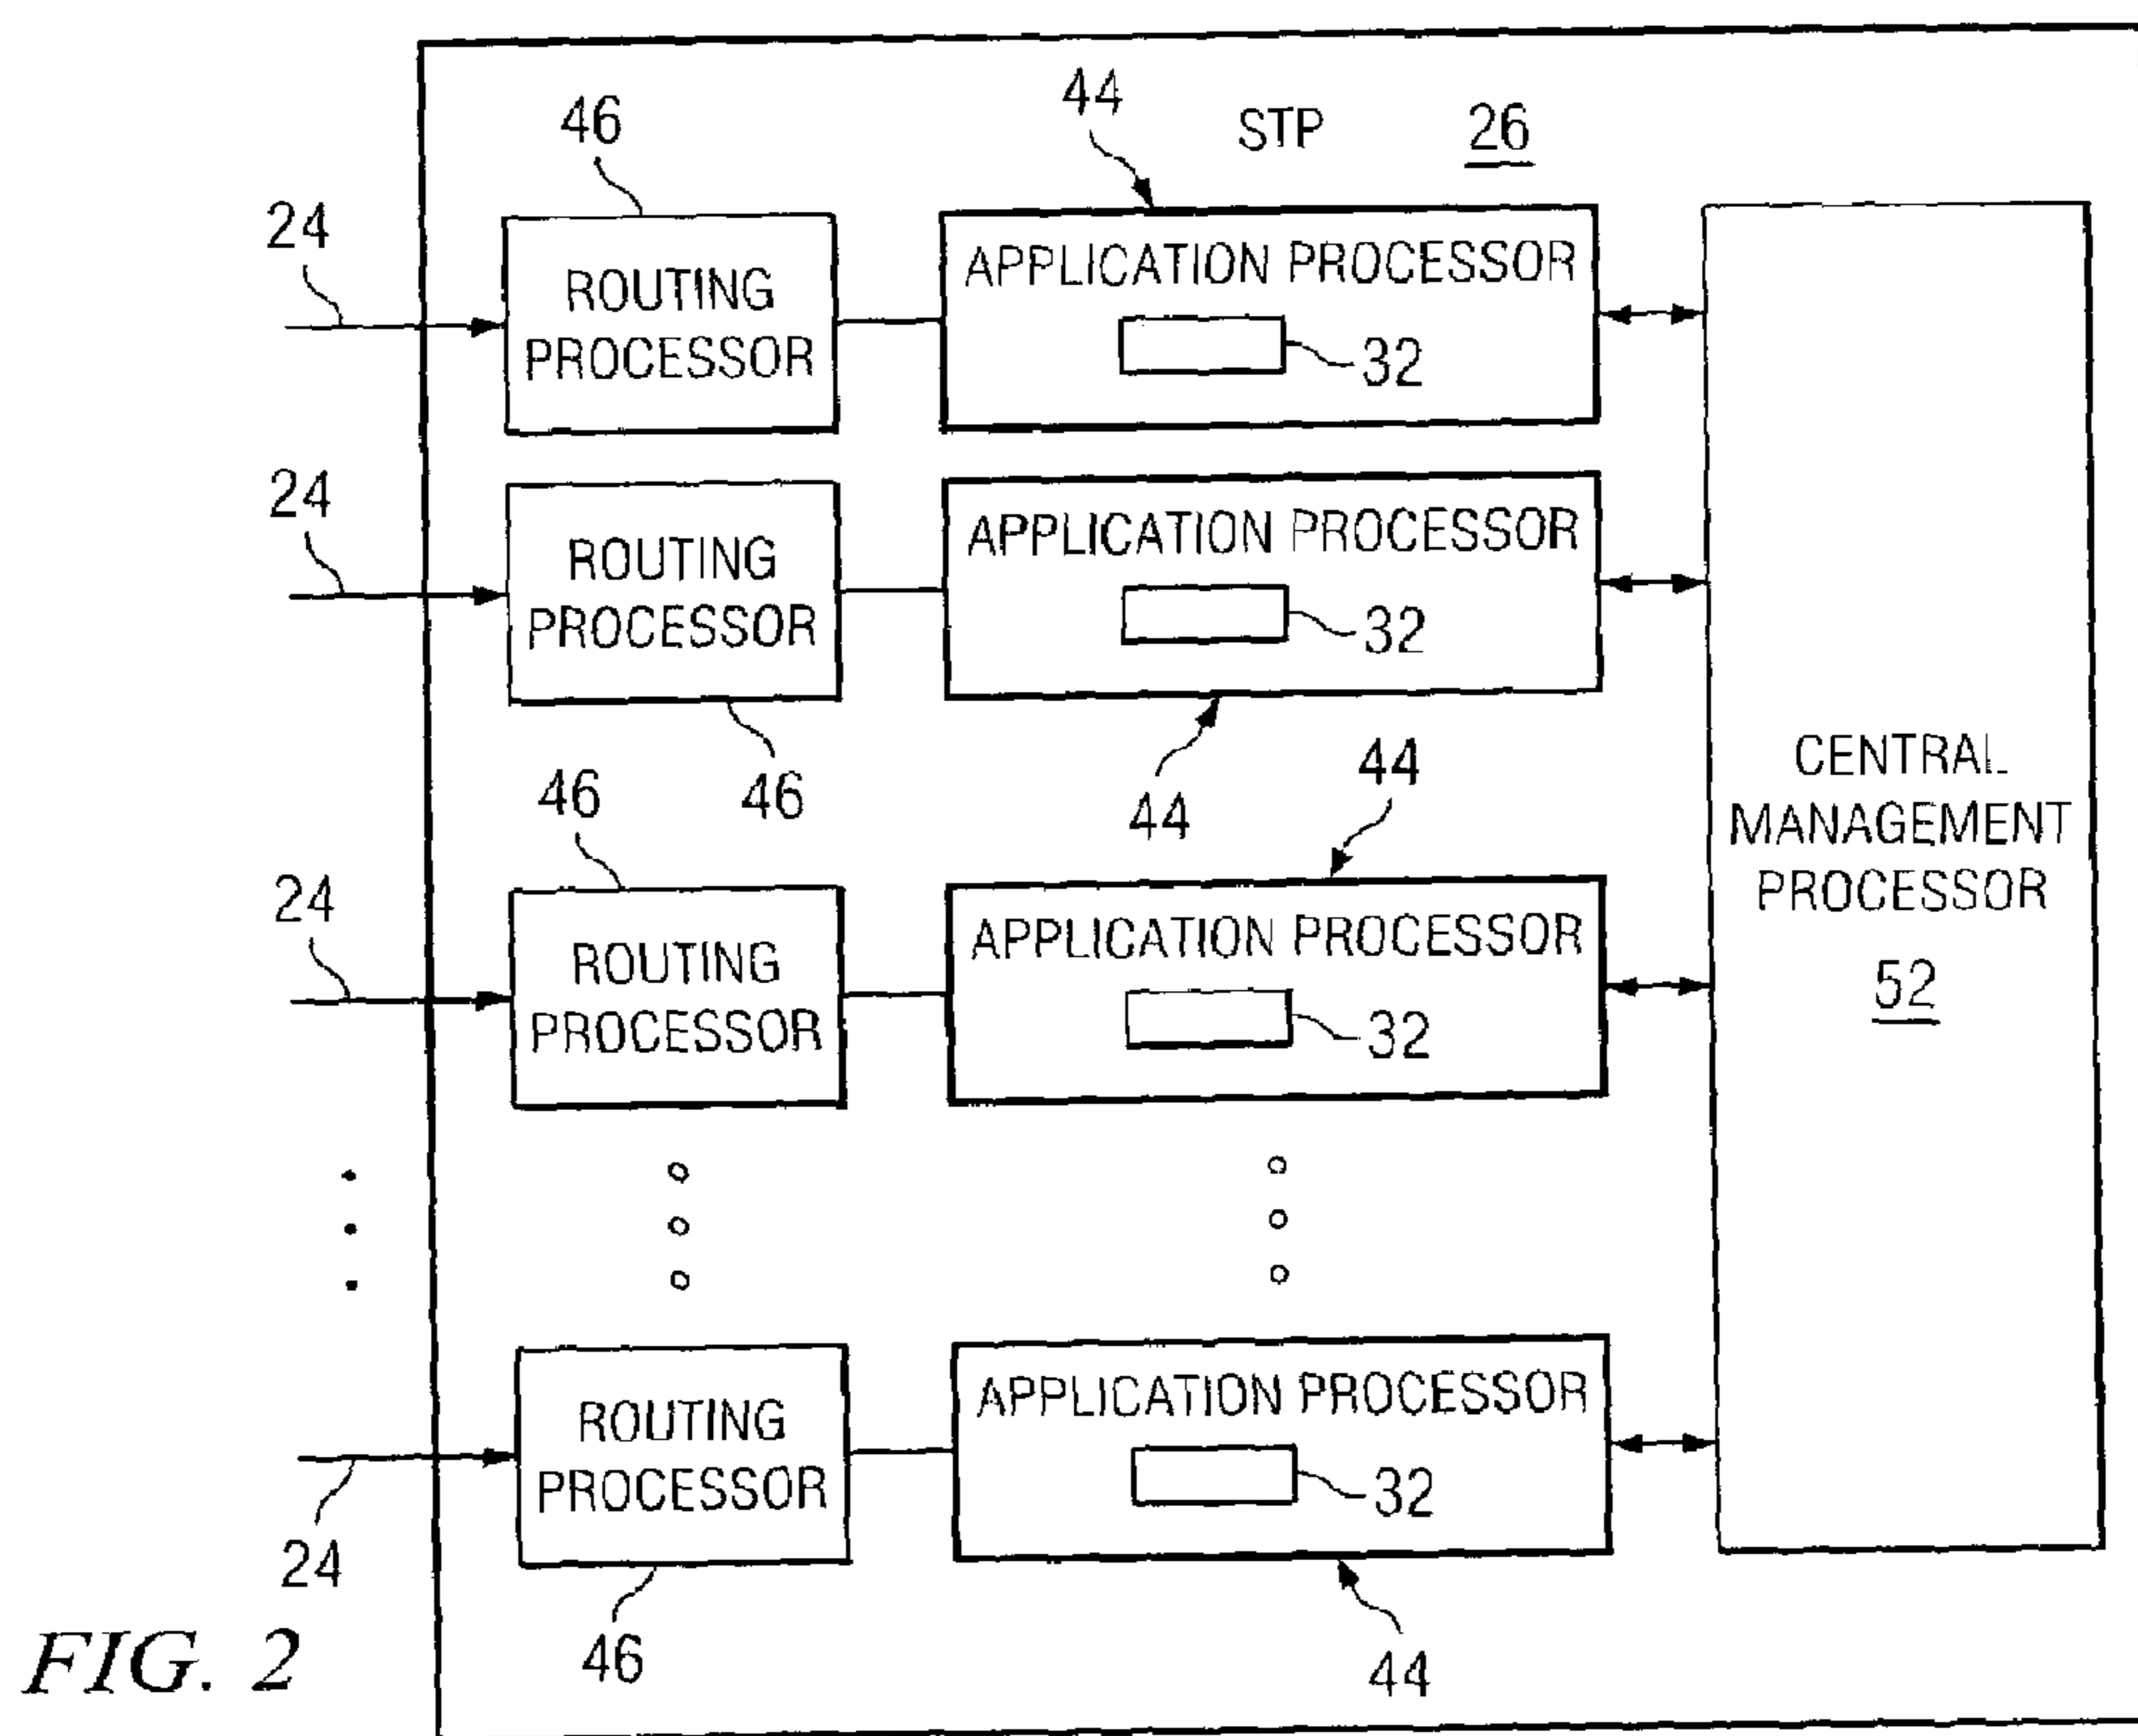 44
STP 26
46
24
ROUTING
PROCESSOR
APPLICATION PROCESSOR
32
24
ROUTING
PROCESSOR
APPLICATION PROCESSOR
32
46
44
46
44
24
ROUTING
PROCESSOR
APPLICATION PROCESSOR
32
CENTRAL
MANAGEMENT
PROCESSOR
52
ROUTING
PROCESSOR
APPLICATION PROCESSOR
32
24
46
44
FIG. 2